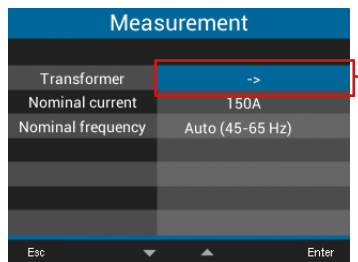 Measurement
Transformer ->
Nominal current 150A
Nominal frequency Auto (45-65 Hz)
Esc Enter